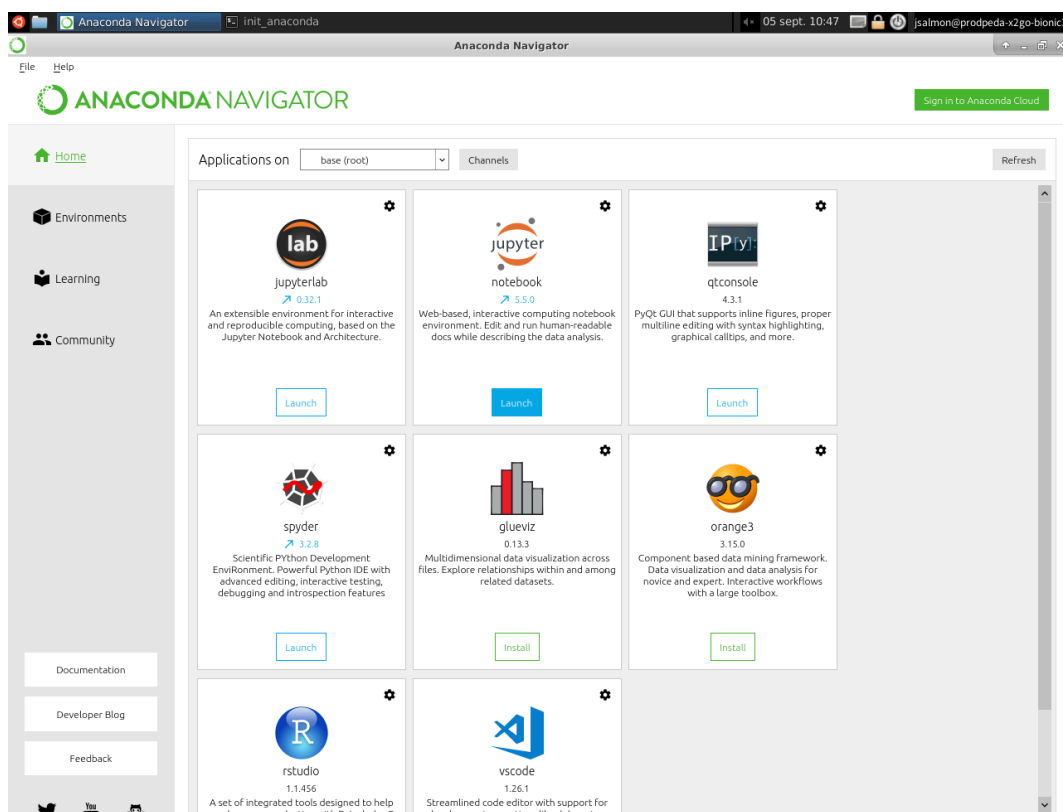 Anaconda Navigator
init_anaconda
05 sept. 10:47
jsalmon@prodpeda-x2go-bionic
Anaconda Navigator
File Help
ANACONDA NAVIGATOR
Sign in to Anaconda Cloud
Home
Environments
Learning
Community
Documentation
Developer Blog
Feedback
You
Applications on
base (root)
Channels
Refresh
lab
jupyterlab
0.32.1
An extensible environment for interactive
and reproducible computing, based on the
Jupyter Notebook and Architecture.
Launch
jupyter
notebook
5.5.0
Web-based, interactive computing notebook
environment. Edit and run human-readable
docs while describing the data analysis.
Launch
IP[y]:
qtconsole
4.3.1
PyQt GUI that supports inline figures, proper
multiline editing with syntax highlighting,
graphical calltips, and more.
Launch
spyder
3.2.8
Scientific PYthon Development
EnviRonment. Powerful Python IDE with
advanced editing, interactive testing,
debugging and introspection features
Launch
glueviz
0.13.3
Multidimensional data visualization across
files. Explore relationships within and among
related datasets.
Install
orange3
3.15.0
Component based data mining framework.
Data visualization and data analysis for
novice and expert. Interactive workflows
with a large toolbox.
Install
R
rstudio
1.1.456
A set of integrated tools designed to help
vscode
1.26.1
Streamlined code editor with support for